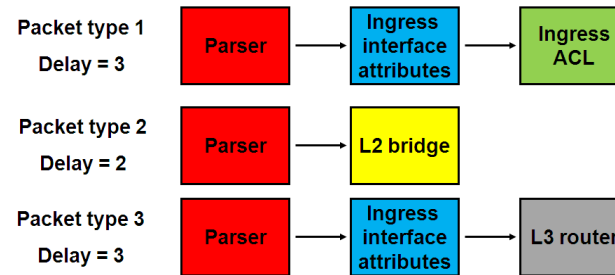 Packet type 1
Delay = 3
Parser
Ingress
interface
attributes
Ingress
ACL
Packet type 2
Delay = 2
Parser
L2 bridge
Packet type 3
Delay = 3
Parser
Ingress
interface
attributes
L3 router